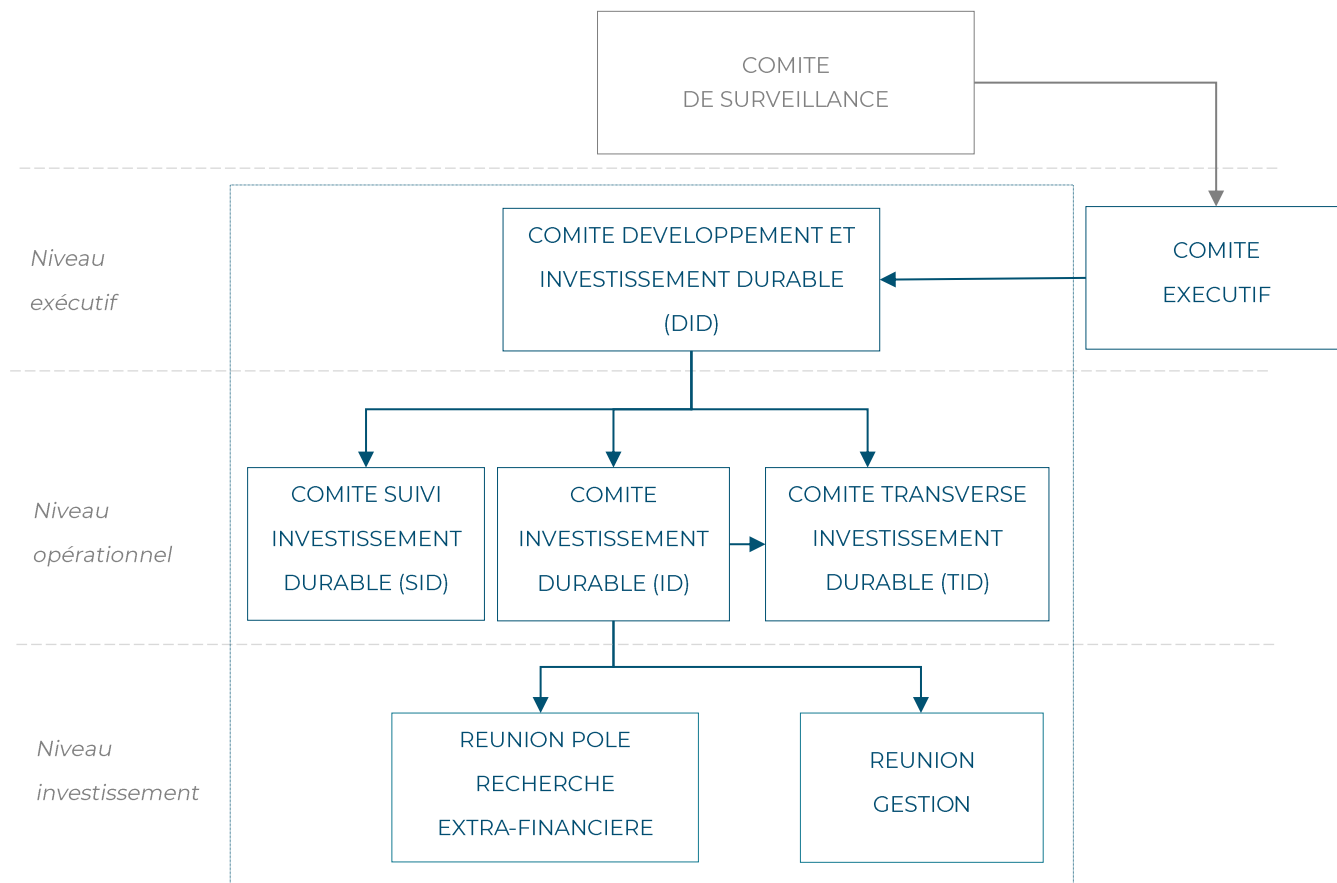 COMITE
DE SURVEILLANCE
Niveau
exécutif
COMITE DEVELOPPEMENT ET
INVESTISSEMENT DURABLE
(DID)
COMITE
EXECUTIF
Niveau
opérationnel
COMITE SUIVI
INVESTISSEMENT
DURABLE (SID)
COMITE
INVESTISSEMENT
DURABLE (ID)
COMITE TRANSVERSE
INVESTISSEMENT
DURABLE (TID)
Niveau
investissement
REUNION POLE
RECHERCHE
EXTRA-FINANCIERE
REUNION
GESTION